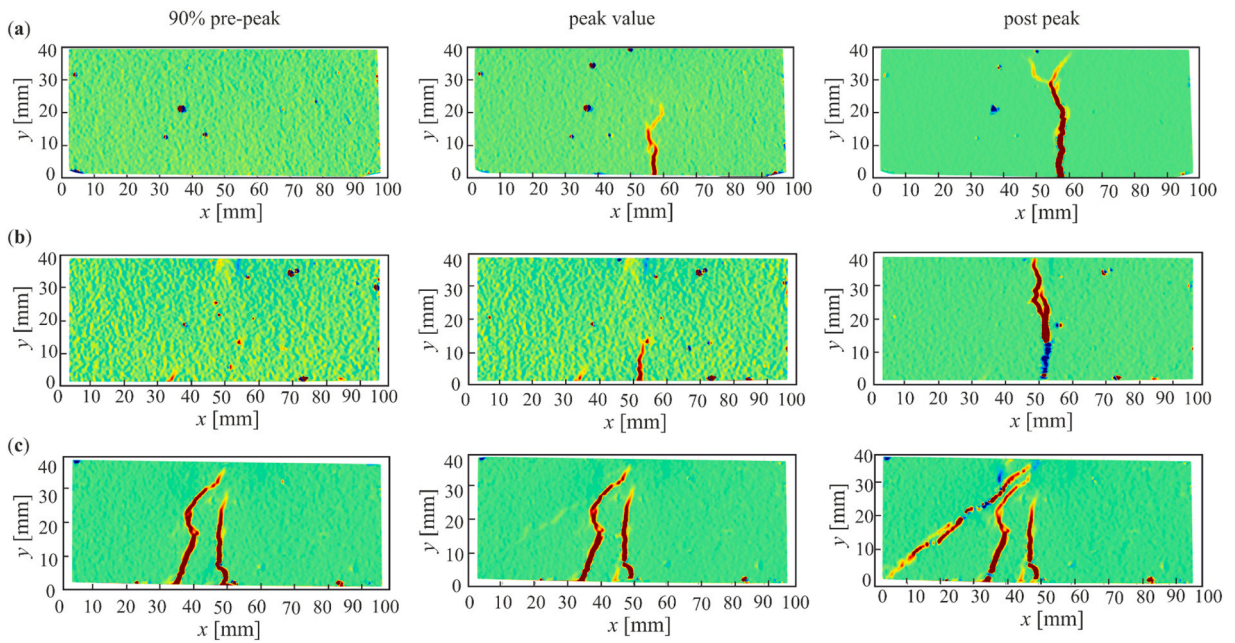 (a) 90% pre-peak peak value post peak
40 40 40
30 30 30
20 20 20
10 10 10
0 0 0
y [mm] y [mm] y [mm]
0 10 20 30 40 50 60 70 80 90 100 0 10 20 30 40 50 60 70 80 90 100 0 10 20 30 40 50 60 70 80 90 100
x [mm] x [mm] x [mm]
(b)
40 40 40
30 30 30
20 20 20
10 10 10
0 0 0
y [mm] y [mm] y [mm]
0 10 20 30 40 50 60 70 80 90 100 0 10 20 30 40 50 60 70 80 90 100 0 10 20 30 40 50 60 70 80 90 100
x [mm] x [mm] x [mm]
(c)
40 40 40
30 30 30
20 20 20
10 10 10
0 0 0
y [mm] y [mm] y [mm]
0 10 20 30 40 50 60 70 80 90 100 0 10 20 30 40 50 60 70 80 90 100 0 10 20 30 40 50 60 70 80 90 100
x [mm] x [mm] x [mm]